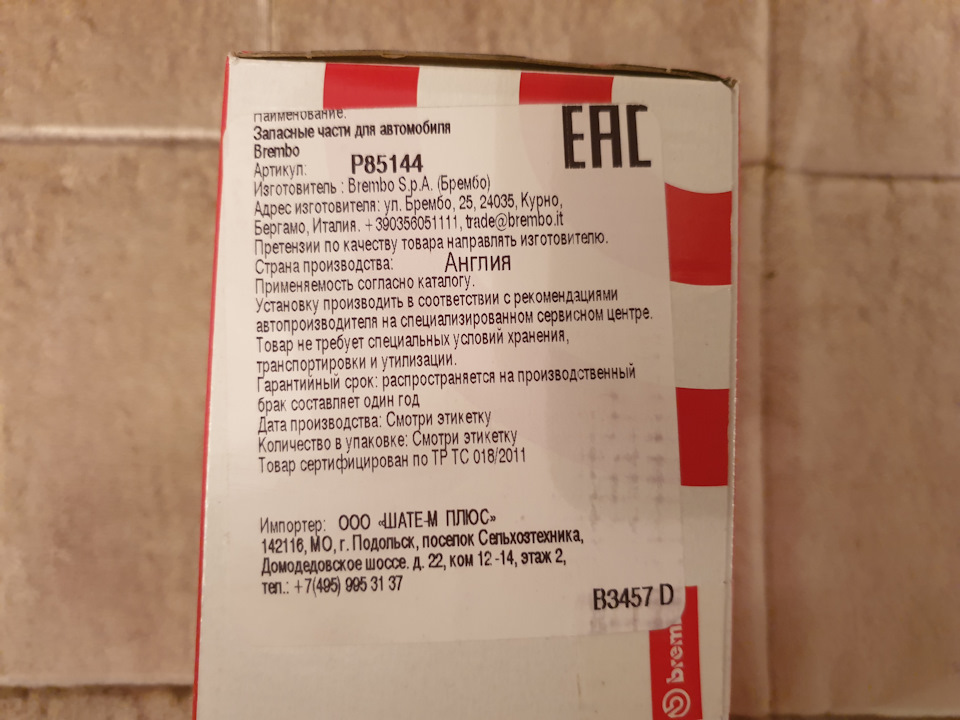 Наименование:
Запасные части для автомобиля
Brembo
Артикул: P85144
EAC
Изготовитель : Brembo S.p.A. (Брембо)
Адрес изготовителя: ул. Брембо, 25, 24035, Курно,
Бергамо, Италия. +390356051111, trade@brembo.it
Претензии по качеству товара направлять изготовителю.
Страна производства: Англия
Применяемость согласно каталогу.
Установку производить в соответствии с рекомендациями
автопроизводителя на специализированном сервисном центре.
Товар не требует специальных условий хранения,
транспортировки и утилизации.
Гарантийный срок: распространяется на производственный
брак составляет один год
Дата производства: Смотри этикетку
Количество в упаковке: Смотри этикетку
Товар сертифицирован по ТР ТС 018/2011
Импортер: ООО «ШАТЕ-М ПЛЮС»
142116, МО, г. Подольск, поселок Сельхозтехника,
Домодедовское шоссе. д. 22, ком 12 -14, этаж 2,
тел.: +7(495) 995 31 37
B3457 D
brem